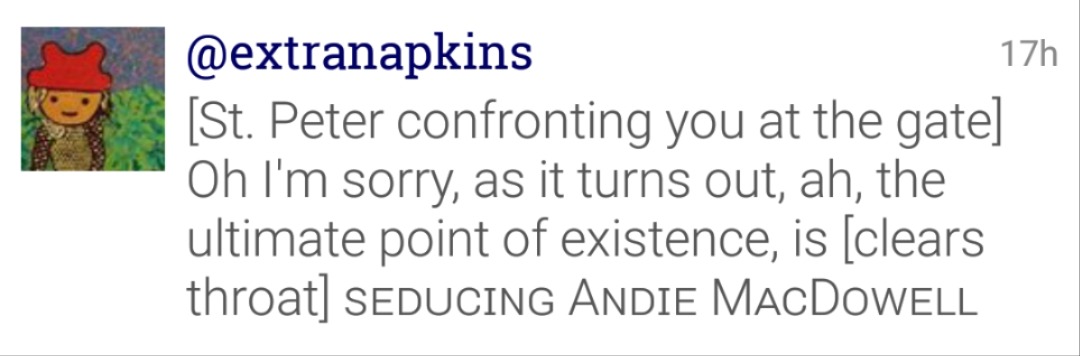 @extranapkins
17h
[St. Peter confronting you at the gate]
Oh I'm sorry, as it turns out, ah, the
ultimate point of existence, is [clears
throat] SEDUCING ANDIE MACDOWELL